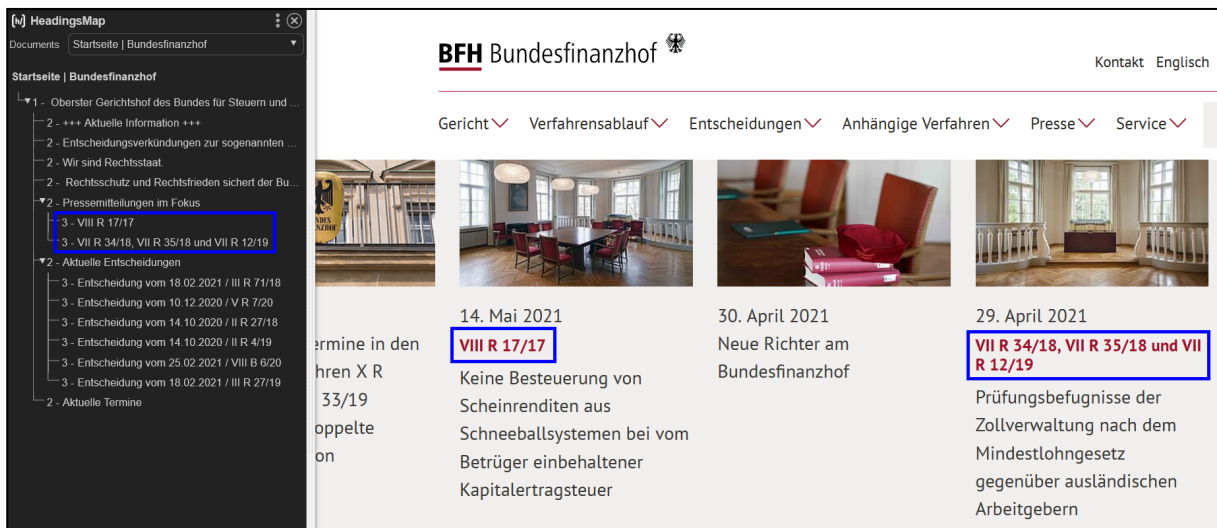 [ꟺ] HeadingsMap
Documents Startseite | Bundesfinanzhof
Startseite | Bundesfinanzhof
1 - Oberster Gerichtshof des Bundes für Steuern und ...
2 - +++ Aktuelle Information +++
2 - Entscheidungsverkündungen zur sogenannten ...
2 - Wir sind Rechtsstaat.
2 - Rechtsschutz und Rechtsfrieden sichert der Bu...
2 - Pressemitteilungen im Fokus
3 - VIII R 17/17
3 - VII R 34/18, VII R 35/18 und VII R 12/19
2 - Aktuelle Entscheidungen
3 - Entscheidung vom 18.02.2021 / III R 71/18
3 - Entscheidung vom 10.12.2020 / V R 7/20
3 - Entscheidung vom 14.10.2020 / II R 27/18
3 - Entscheidung vom 14.10.2020 / II R 4/19
3 - Entscheidung vom 25.02.2021 / VIII B 6/20
3 - Entscheidung vom 18.02.2021 / III R 27/19
2 - Aktuelle Termine
BFH Bundesfinanzhof
Kontakt Englisch
Gericht Verfahrensablauf Entscheidungen Anhängige Verfahren Presse Service
ermine in den
hren X R
33/19
oppelte
on
14. Mai 2021
VIII R 17/17
Keine Besteuerung von
Scheinrenditen aus
Schneeballsystemen bei vom
Betrüger einbehaltener
Kapitalertragsteuer
30. April 2021
Neue Richter am
Bundesfinanzhof
29. April 2021
VII R 34/18, VII R 35/18 und VII
R 12/19
Prüfungsbefugnisse der
Zollverwaltung nach dem
Mindestlohngesetz
gegenüber ausländischen
Arbeitgebern